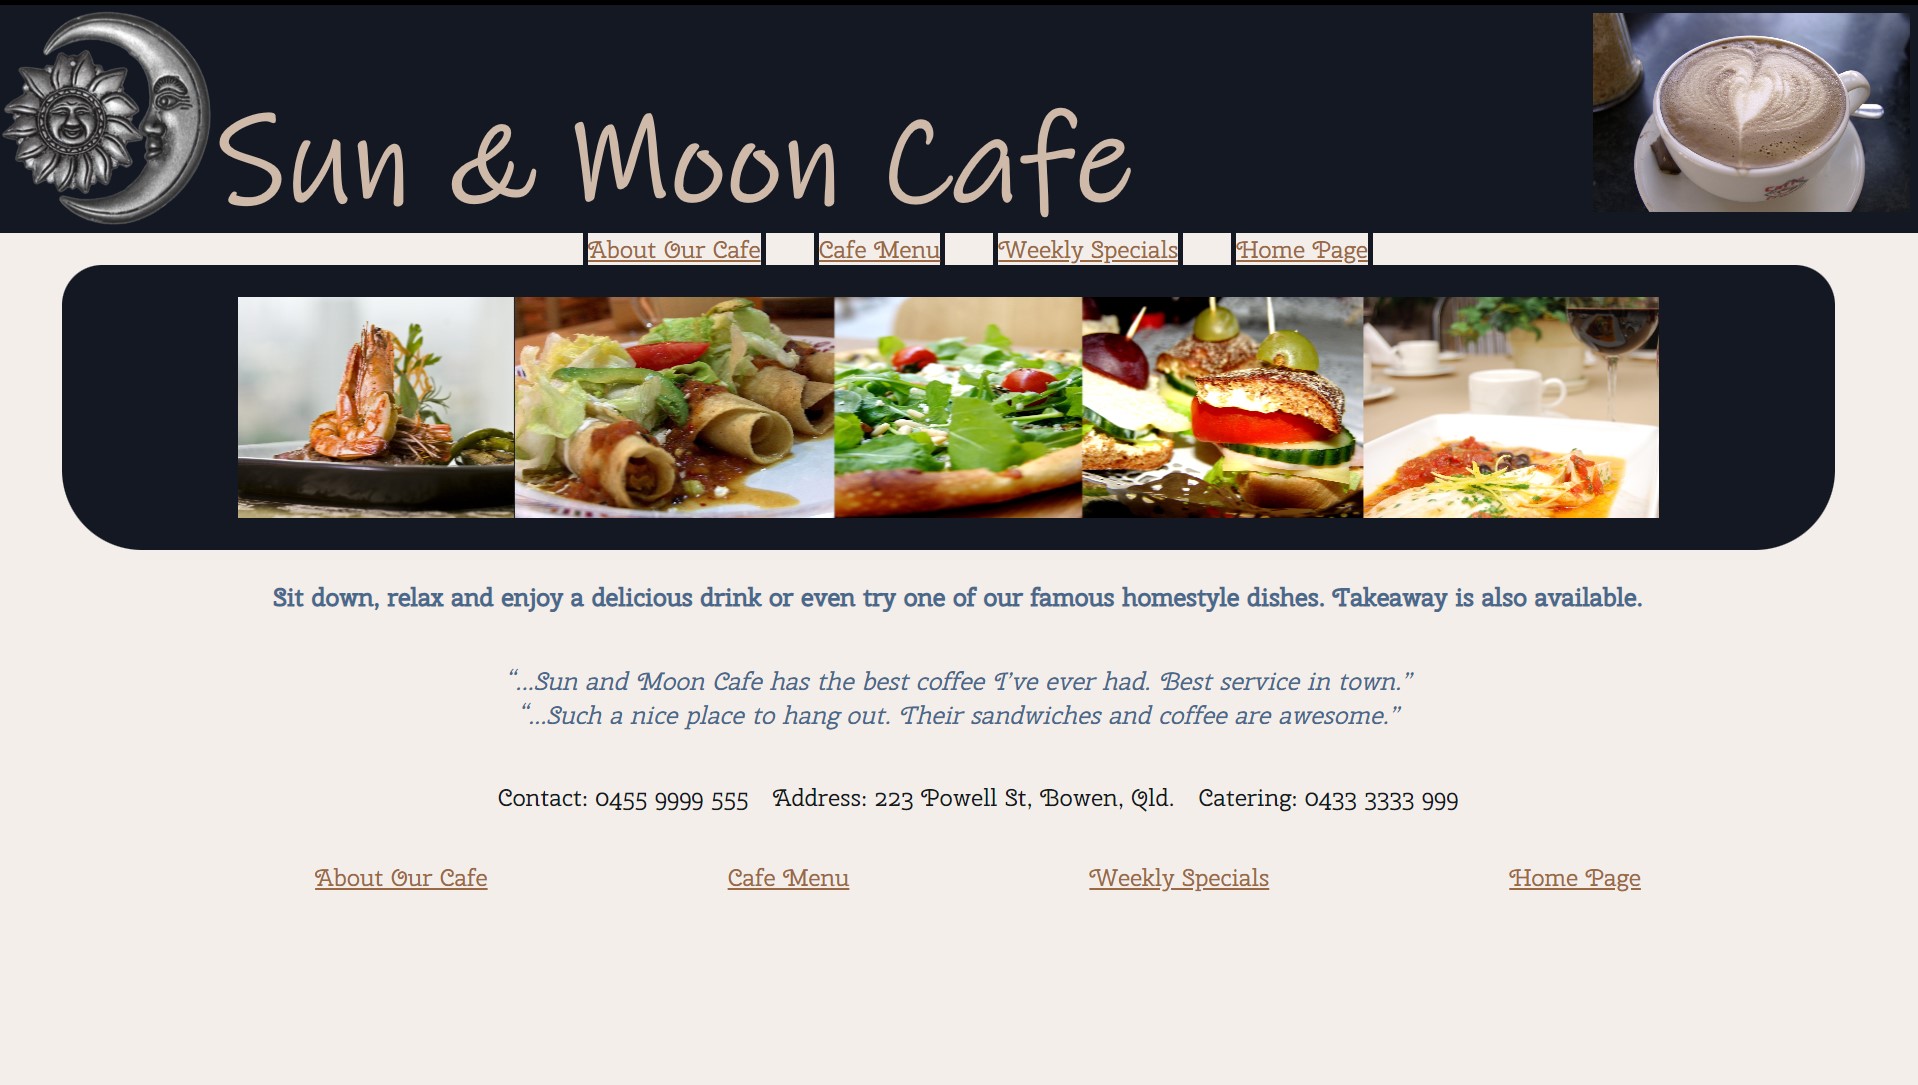 Sun & Moon Cafe
About Our Cafe Cafe Menu Weekly Specials Home Page
Sit down, relax and enjoy a delicious drink or even try one of our famous homestyle dishes. Takeaway is also available.
“...Sun and Moon Cafe has the best coffee I’ve ever had. Best service in town.”
“...Such a nice place to hang out. Their sandwiches and coffee are awesome.”
Contact: 0455 9999 555 Address: 223 Powell St, Bowen, Qld. Catering: 0433 3333 999
About Our Cafe Cafe Menu Weekly Specials Home Page